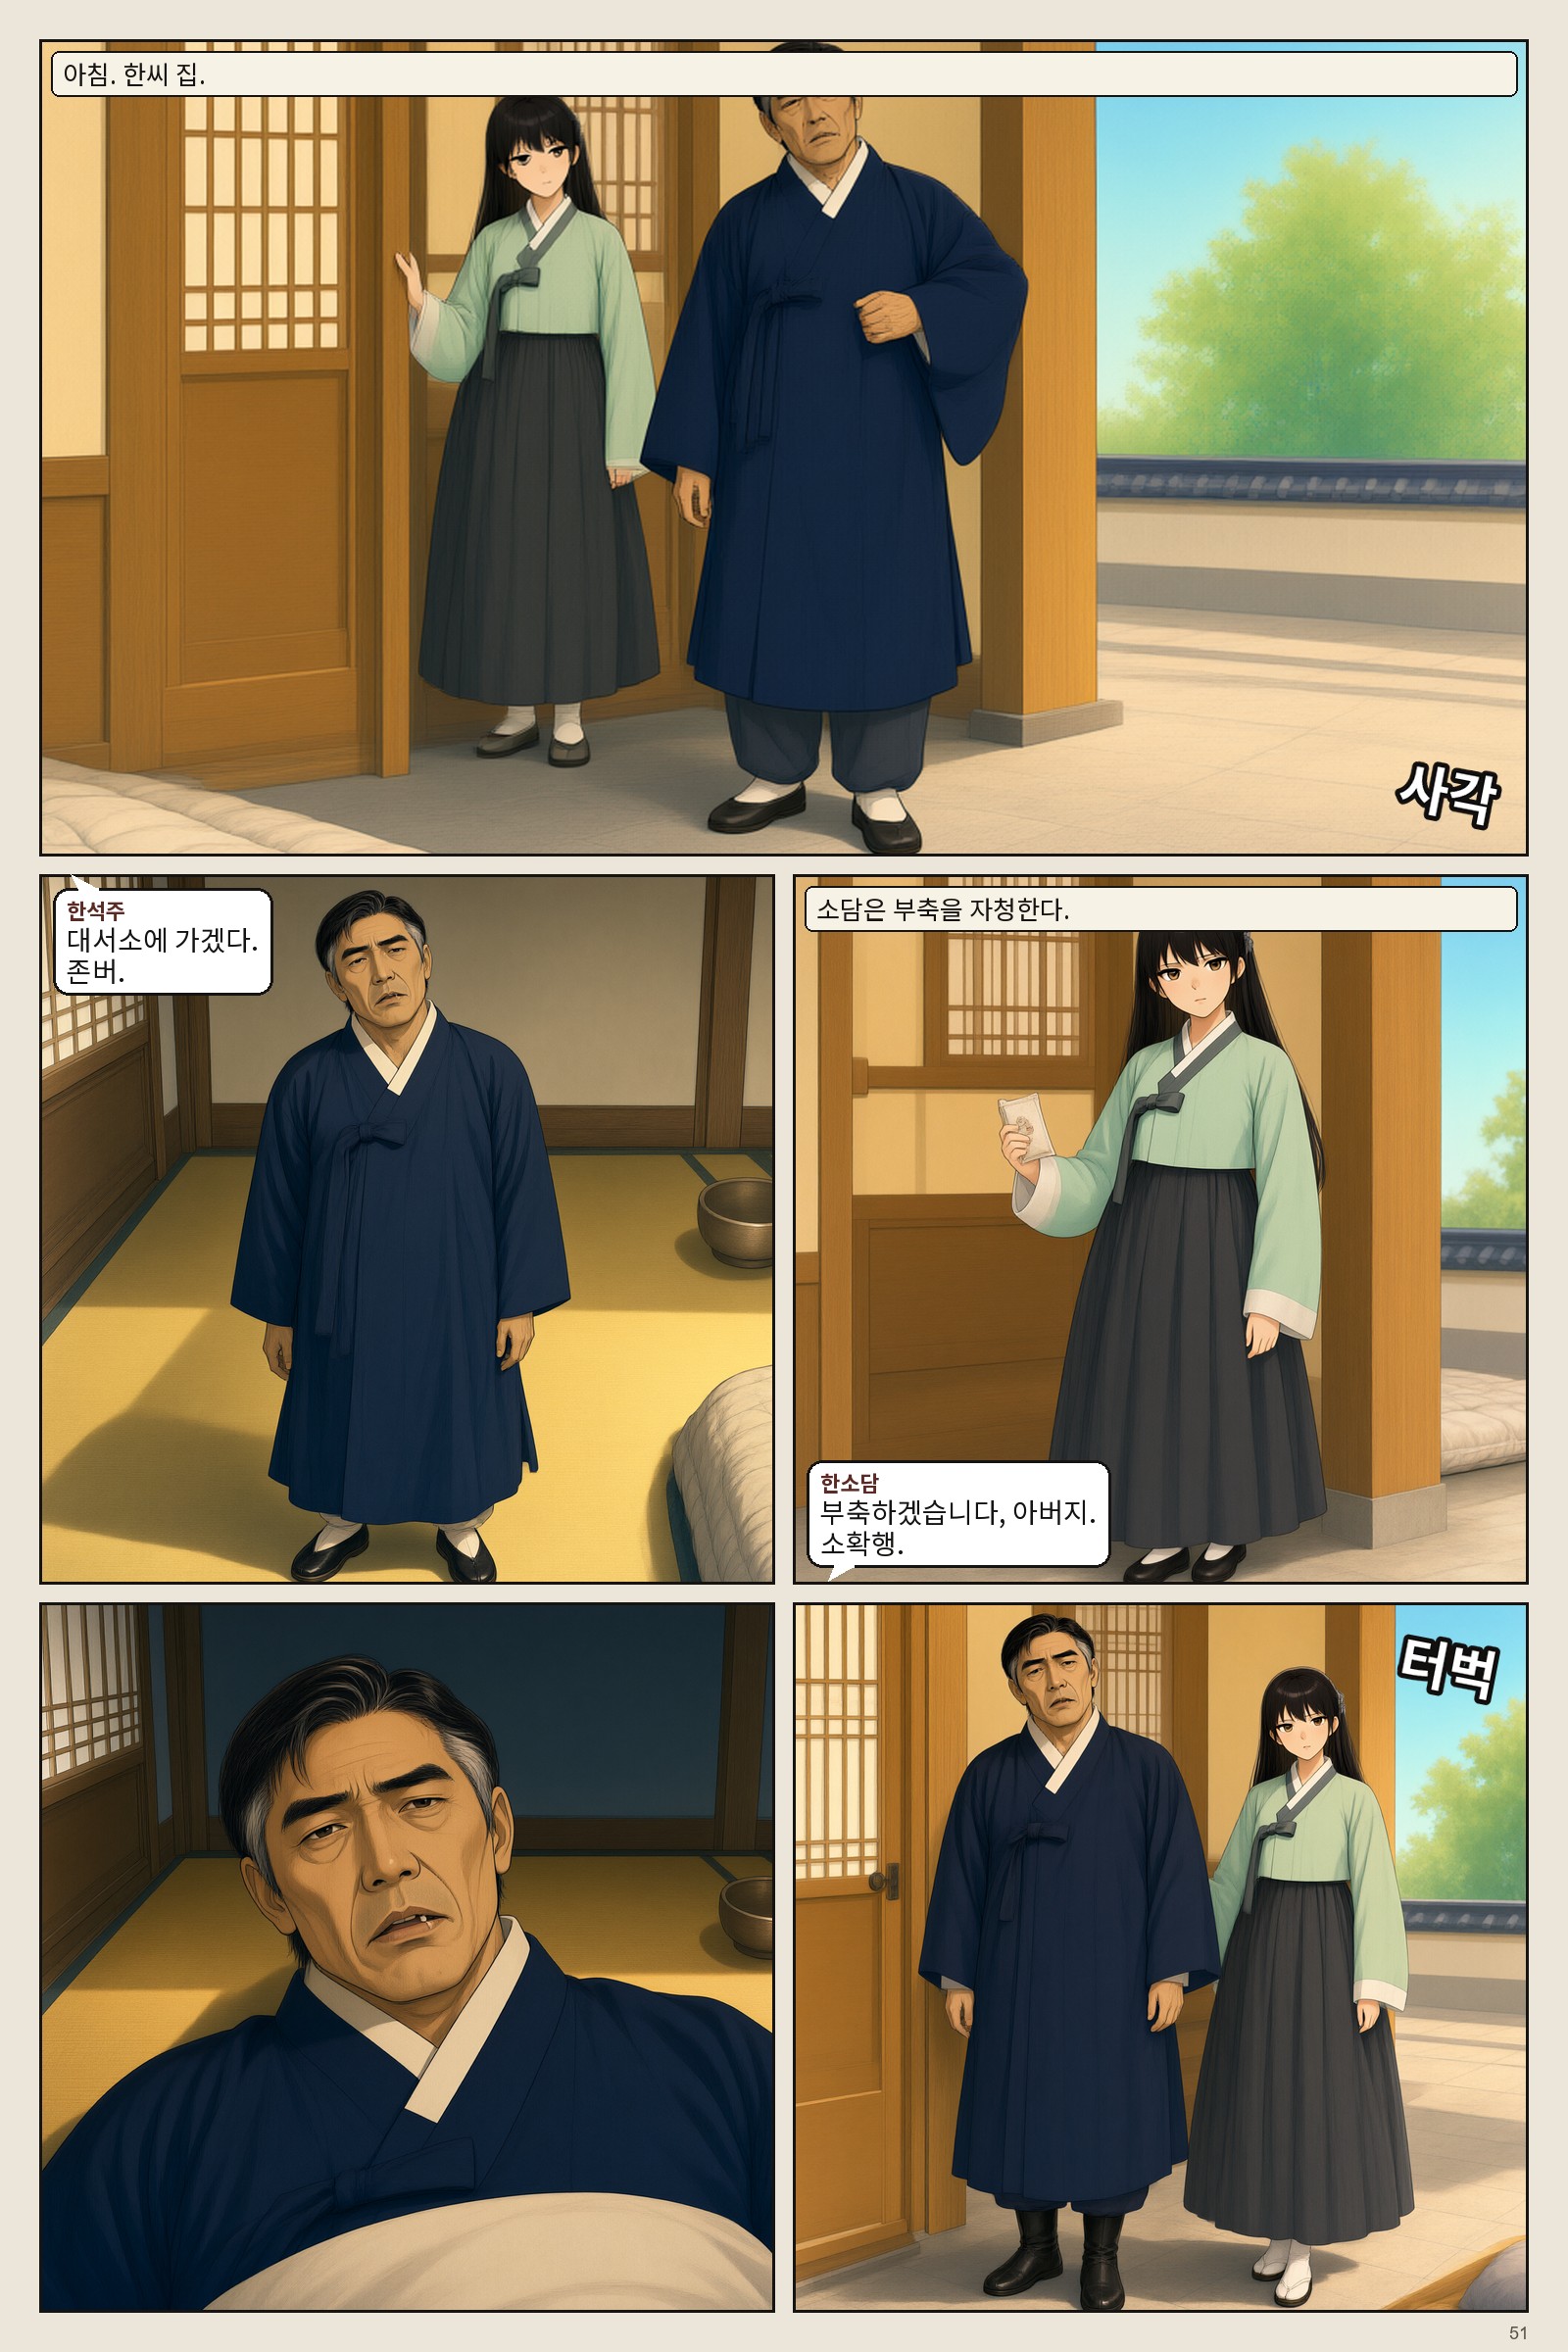 아침. 한씨 집.
사각
한석주
대서소에 가겠다.
존버.
소담은 부축을 자청한다.
한소담
부축하겠습니다, 아버지.
소확행.
터벅
51